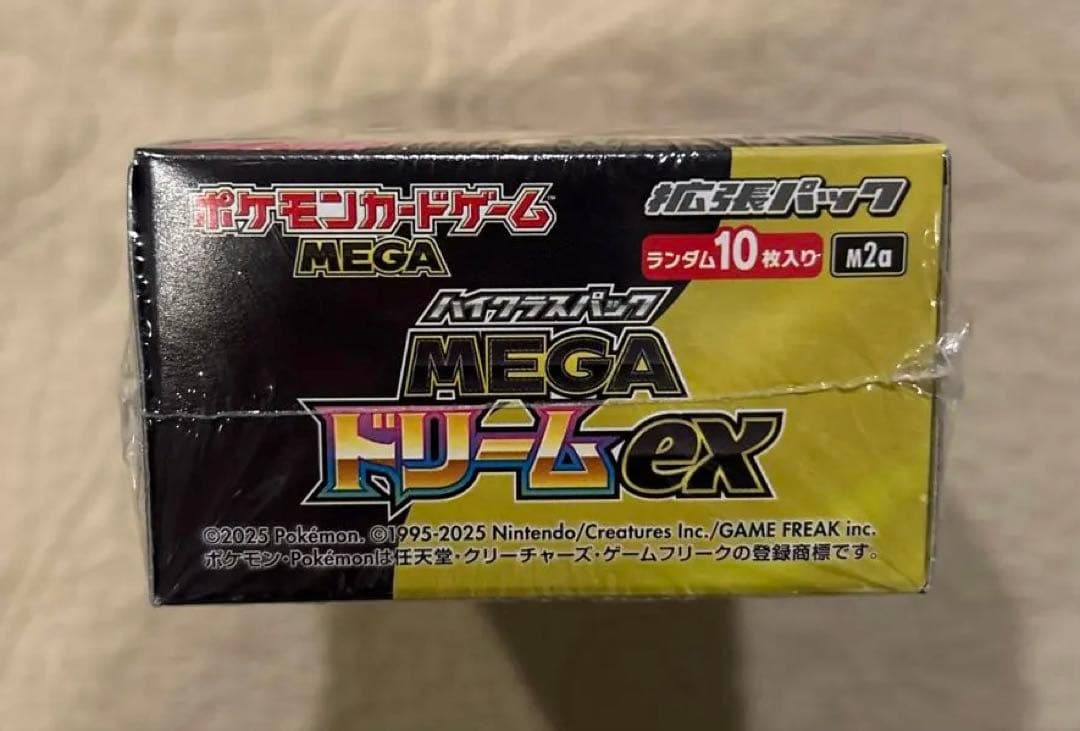 ポケモンカードゲーム
MEGA
拡張パック
ランダム10枚入り
M2a
ハイクラスパック
MEGA
ドリームex
©2025 Pokémon. ©1995-2025 Nintendo/Creatures Inc./GAME FREAK inc.
ポケモン・Pokémonは任天堂・クリーチャーズ・ゲームフリークの登録商標です。